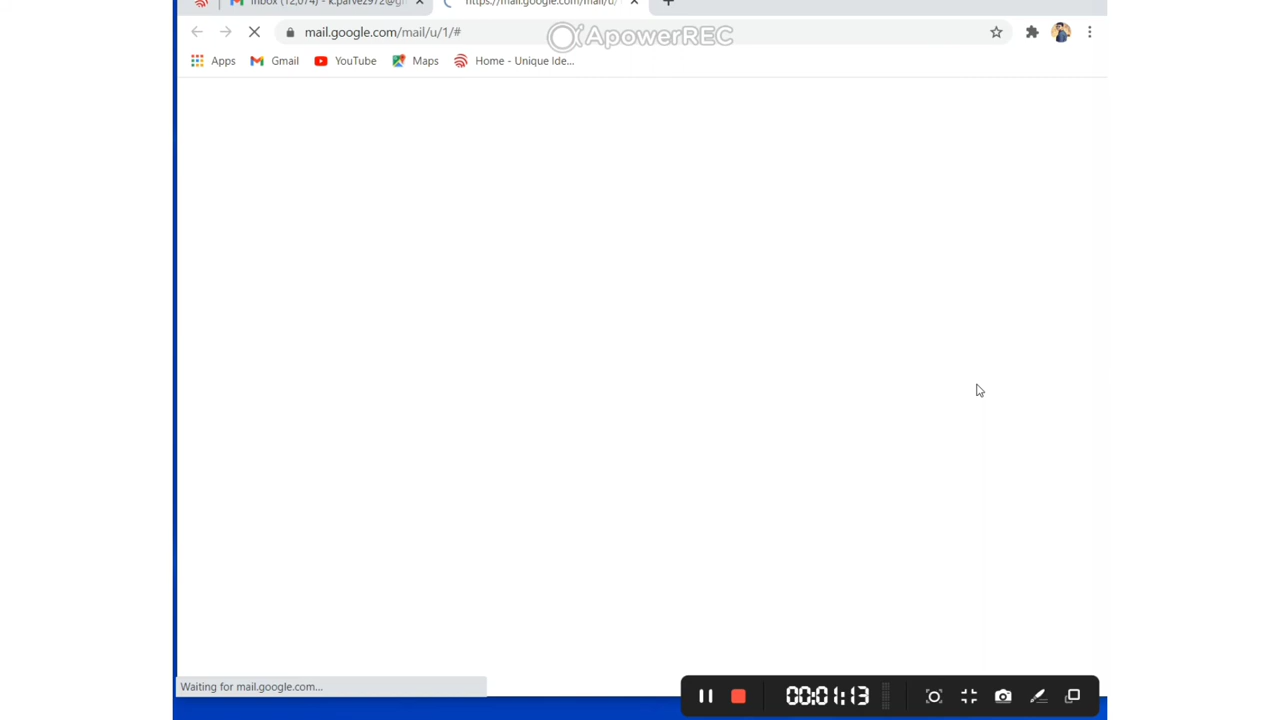 Inbox (12,074) - k.parvez972@g
https://mail.google.com/mail/u/
mail.google.com/mail/u/1/#
ApowerREC
Apps Gmail YouTube Maps Home - Unique Ide...
Waiting for mail.google.com...
00:01:13